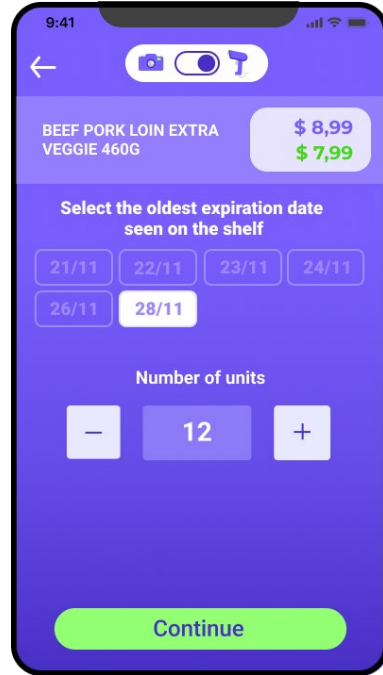 9:41
BEEF PORK LOIN EXTRA
VEGGIE 460G
$ 8,99
$ 7,99
Select the oldest expiration date
seen on the shelf
21/11 22/11 23/11 24/11
26/11 28/11
Number of units
− 12 +
Continue